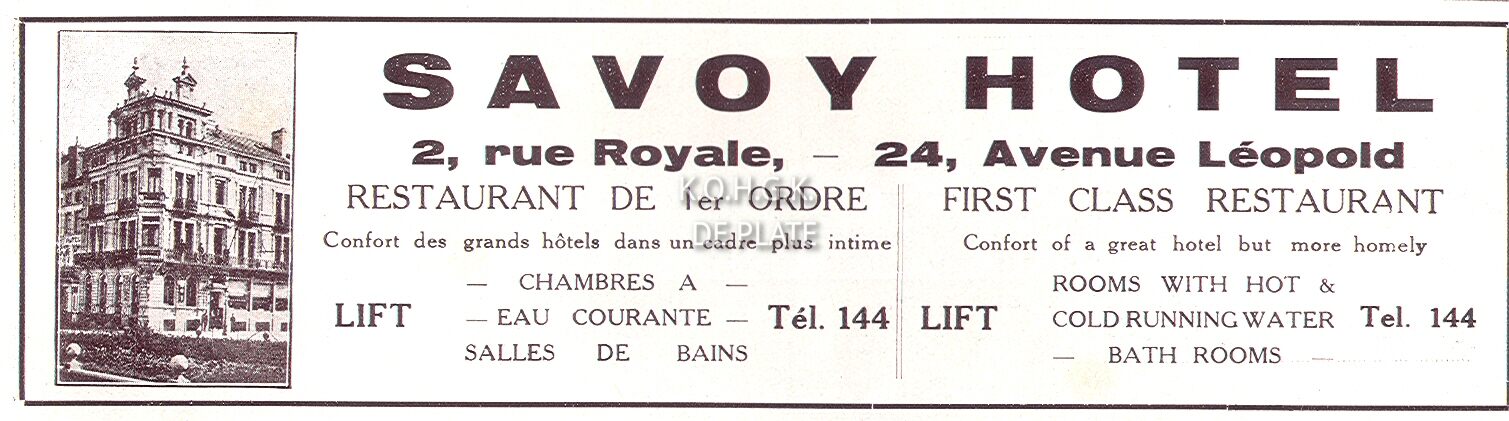 SAVOY HOTEL
2, rue Royale, — 24, Avenue Léopold
RESTAURANT DE 1er ORDRE
Confort des grands hôtels dans un cadre plus intime
LIFT
— CHAMBRES A —
— EAU COURANTE —
SALLES DE BAINS
Tél. 144
FIRST CLASS RESTAURANT
Confort of a great hotel but more homely
LIFT
ROOMS WITH HOT &
COLD RUNNING WATER
— BATH ROOMS —
Tel. 144
K.O.H.G.K
DE PLATE